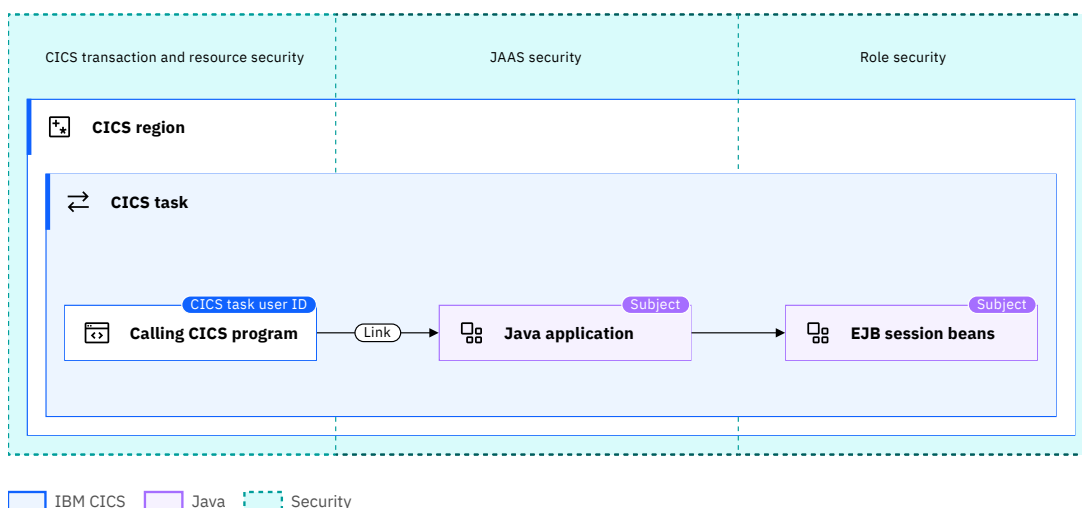 CICS transaction and resource security
JAAS security
Role security
CICS region
CICS task
CICS task user ID
Subject
Subject
Calling CICS program
Link
Java application
EJB session beans
IBM CICS
Java
Security